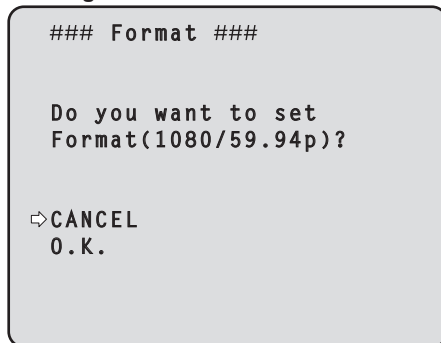 ### Format ###
Do you want to set
Format(1080/59.94p)?
⇨CANCEL
O.K.